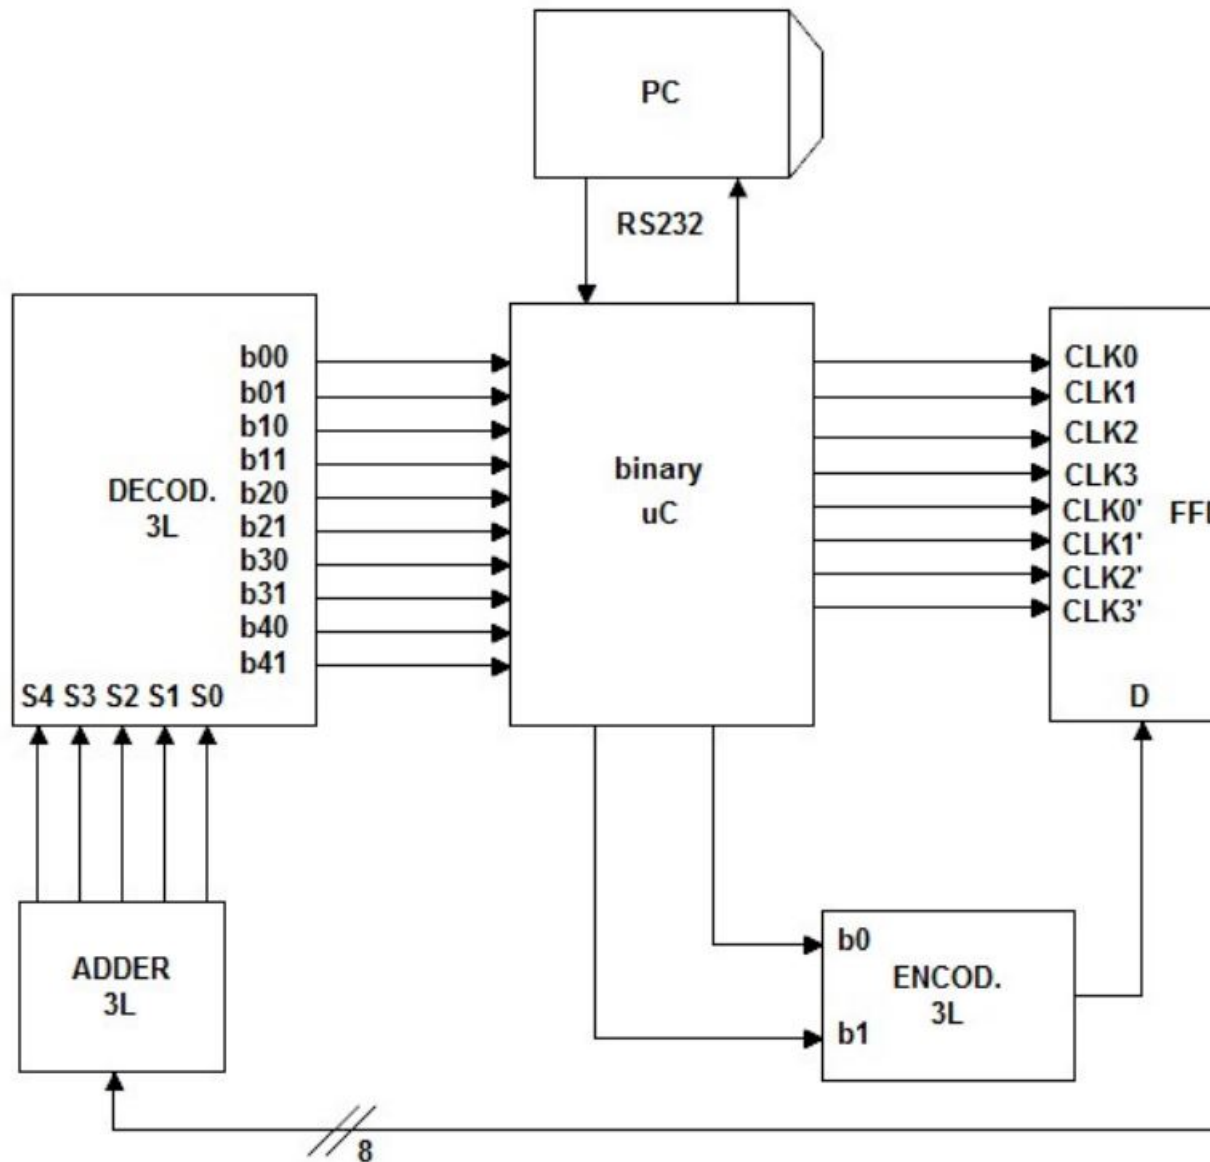 PC
RS232
b00
b01
b10
b11
b20
b21
b30
b31
b40
b41
DECOD.
3L
S4 S3 S2 S1 S0
binary
uC
CLK0
CLK1
CLK2
CLK3
CLK0'
CLK1'
CLK2'
CLK3'
D
ADDER
3L
b0
b1
ENCOD.
3L
8